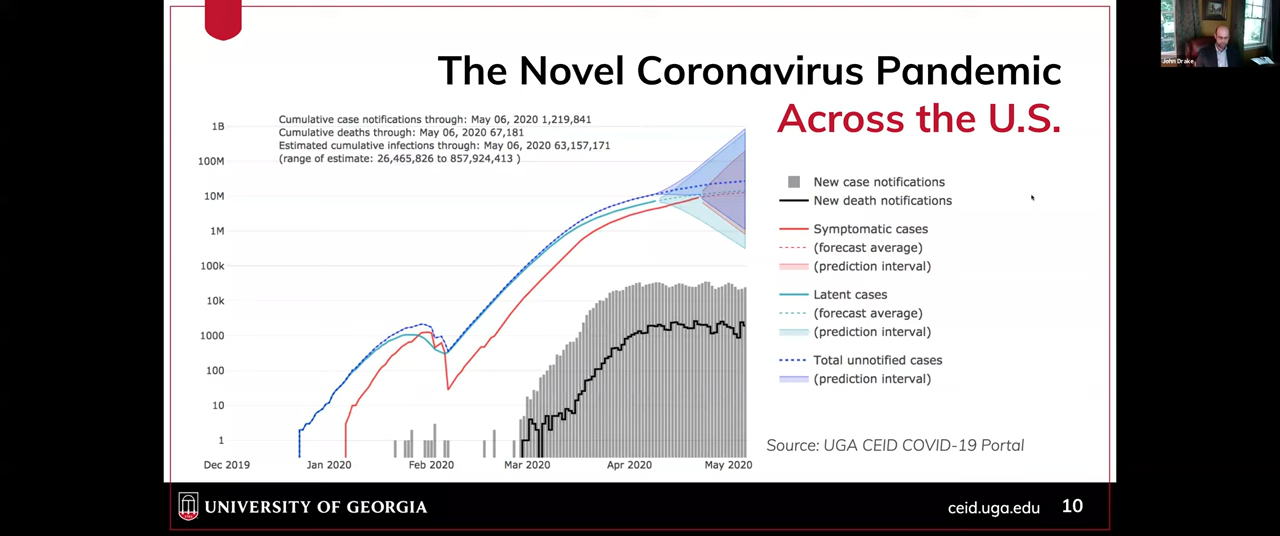 John Drake
The Novel Coronavirus Pandemic
Across the U.S.
Cumulative case notifications through: May 06, 2020 1,219,841
Cumulative deaths through: May 06, 2020 67,181
Estimated cumulative infections through: May 06, 2020 63,157,171
(range of estimate: 26,465,826 to 857,924,413 )
1B
100M
10M
1M
100k
10k
1000
100
10
1
Dec 2019 Jan 2020 Feb 2020 Mar 2020 Apr 2020 May 2020
New case notifications
New death notifications
Symptomatic cases
(forecast average)
(prediction interval)
Latent cases
(forecast average)
(prediction interval)
Total unnotified cases
(prediction interval)
Source: UGA CEID COVID-19 Portal
UNIVERSITY OF GEORGIA
ceid.uga.edu 10